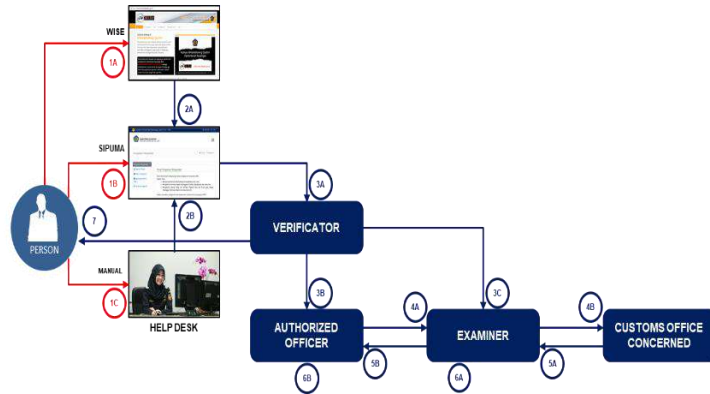 WISE
1A
2A
SIPUMA
1B
3A
2B
7
VERIFICATOR
PERSON
MANUAL
1C
HELP DESK
3B
4A
3C
4B
AUTHORIZED
OFFICER
EXAMINER
CUSTOMS OFFICE
CONCERNED
5B
5A
6B
6A